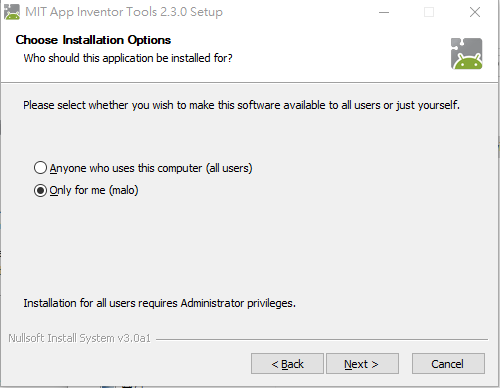 MIT App Inventor Tools 2.3.0 Setup
Choose Installation Options
Who should this application be installed for?
Please select whether you wish to make this software available to all users or just yourself.
Anyone who uses this computer (all users)
Only for me (malo)
Installation for all users requires Administrator privileges.
Nullsoft Install System v3.0a1
< Back
Next >
Cancel